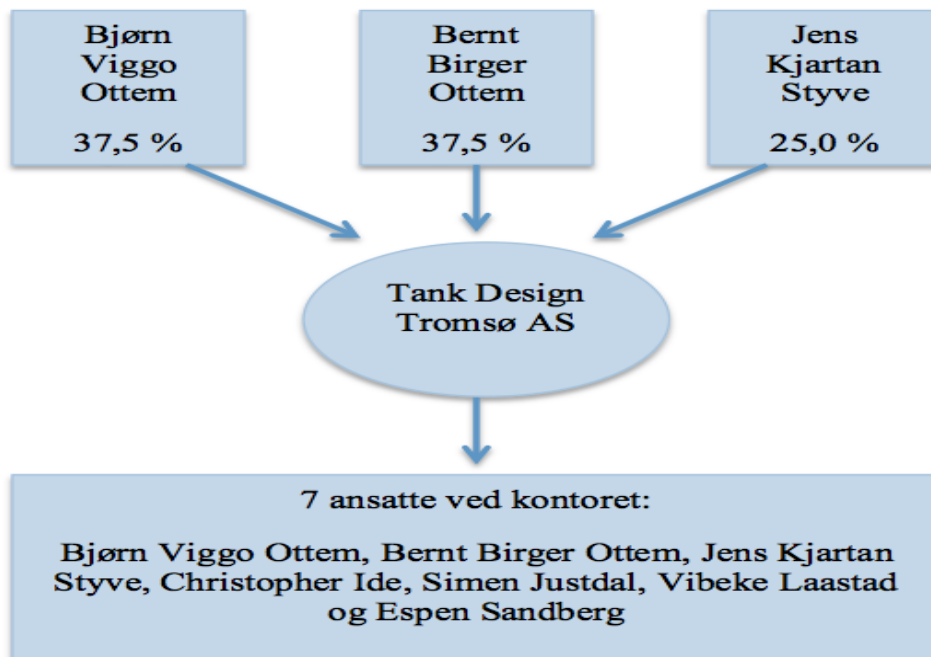 Bjørn
Viggo
Ottem
37,5 %
Bernt
Birger
Ottem
37,5 %
Jens
Kjartan
Styve
25,0 %
Tank Design
Tromsø AS
7 ansatte ved kontoret:
Bjørn Viggo Ottem, Bernt Birger Ottem, Jens Kjartan
Styve, Christopher Ide, Simen Justdal, Vibeke Laastad
og Espen Sandberg